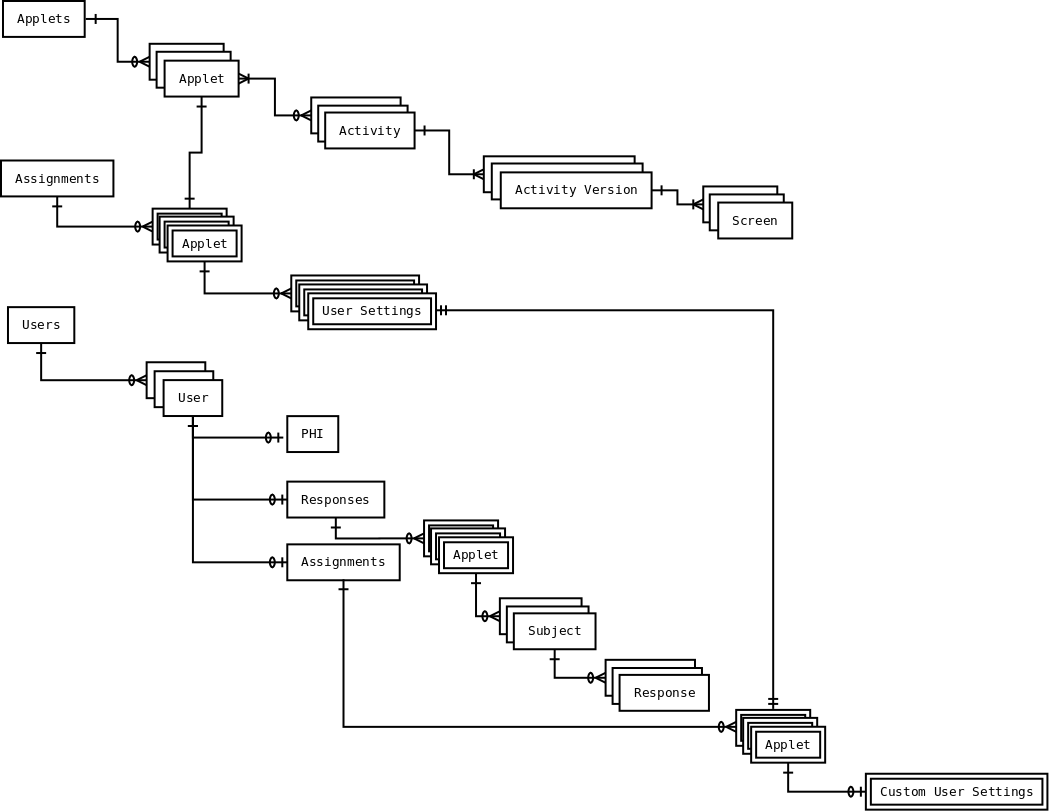 Applets
Applet
Activity
Assignments
Activity Version
Screen
Applet
User Settings
Users
User
PHI
Responses
Applet
Assignments
Subject
Response
Applet
Custom User Settings